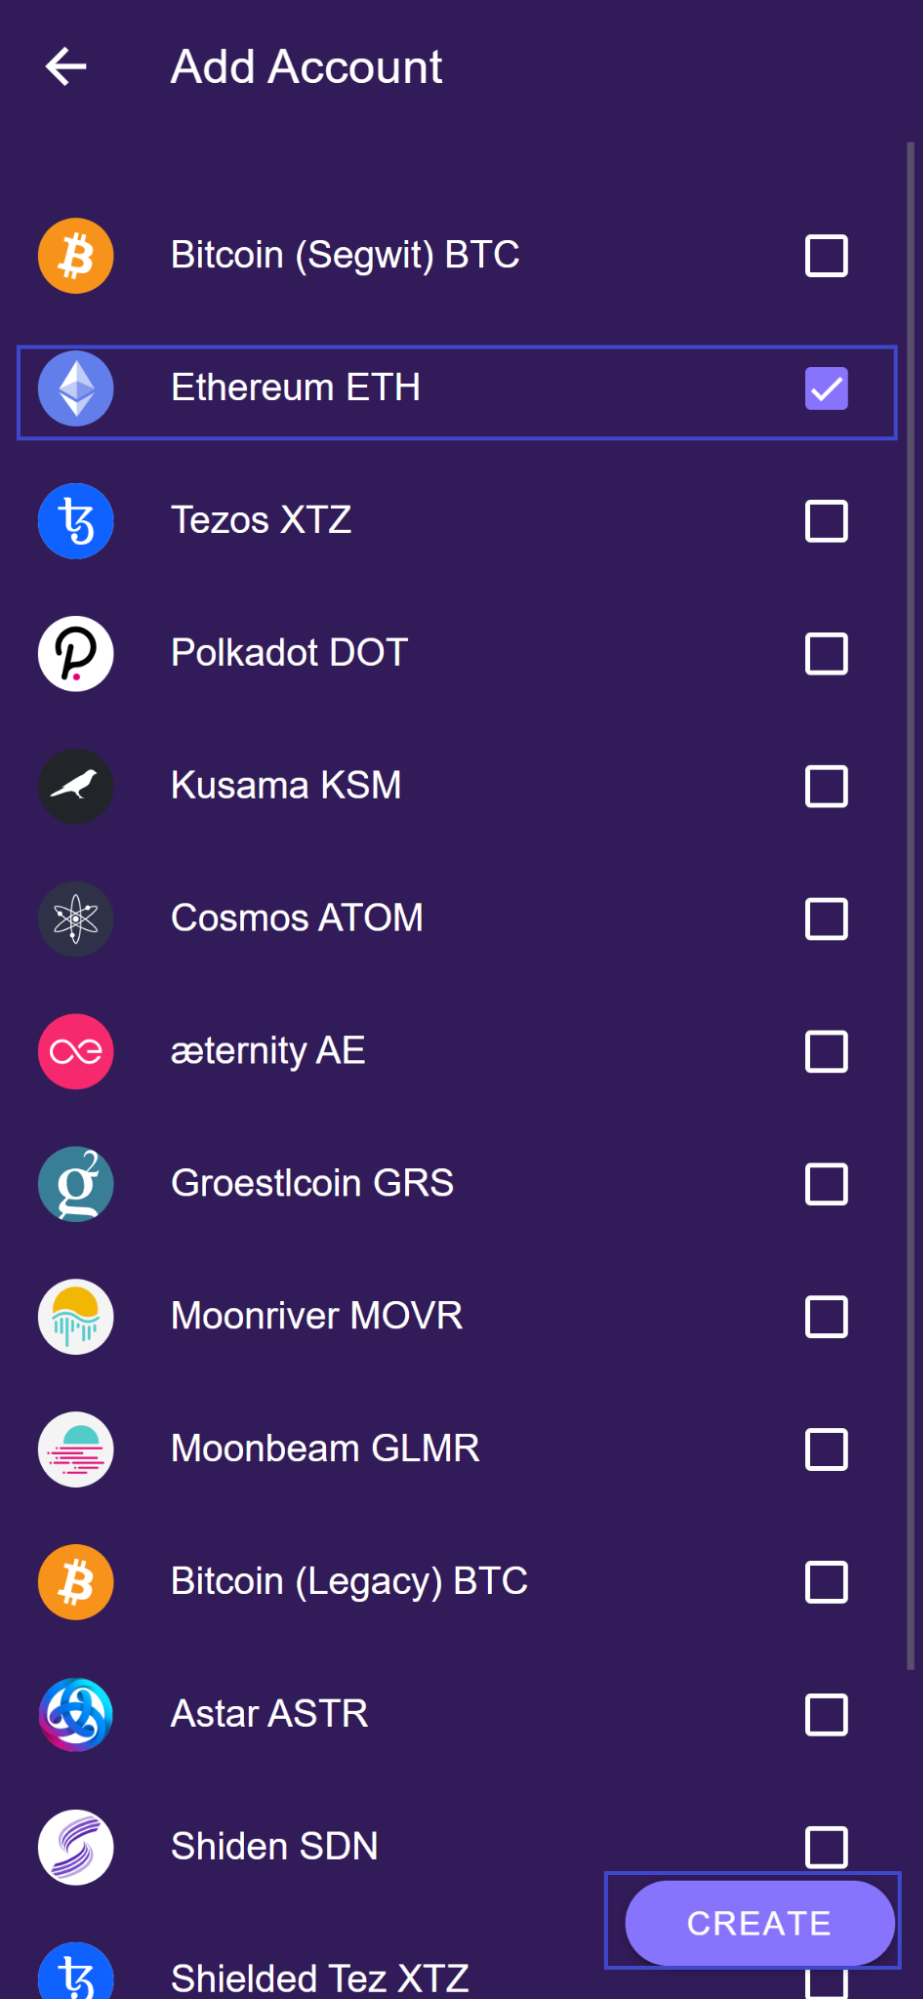 Add Account
Bitcoin (Segwit) BTC
Ethereum ETH
Tezos XTZ
Polkadot DOT
Kusama KSM
Cosmos ATOM
æternity AE
Groestlcoin GRS
Moonriver MOVR
Moonbeam GLMR
Bitcoin (Legacy) BTC
Astar ASTR
Shiden SDN
CREATE
Shielded Tez XTZ